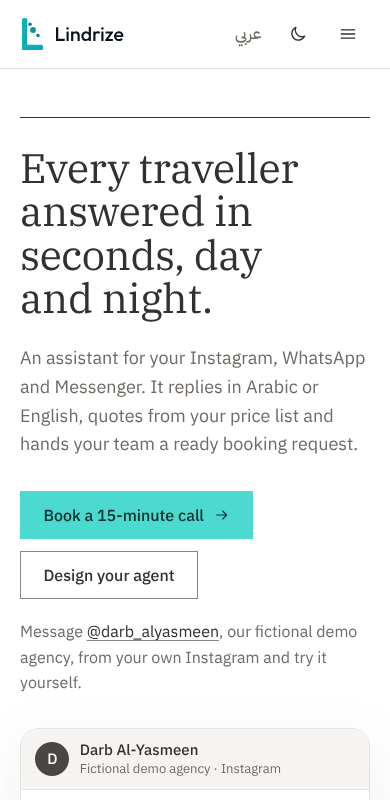 Lindrize
عربي
Every traveller
answered in
seconds, day
and night.
An assistant for your Instagram, WhatsApp
and Messenger. It replies in Arabic or
English, quotes from your price list and
hands your team a ready booking request.
Book a 15-minute call →
Design your agent
Message @darb_alyasmeen, our fictional demo
agency, from your own Instagram and try it
yourself.
D
Darb Al-Yasmeen
Fictional demo agency · Instagram